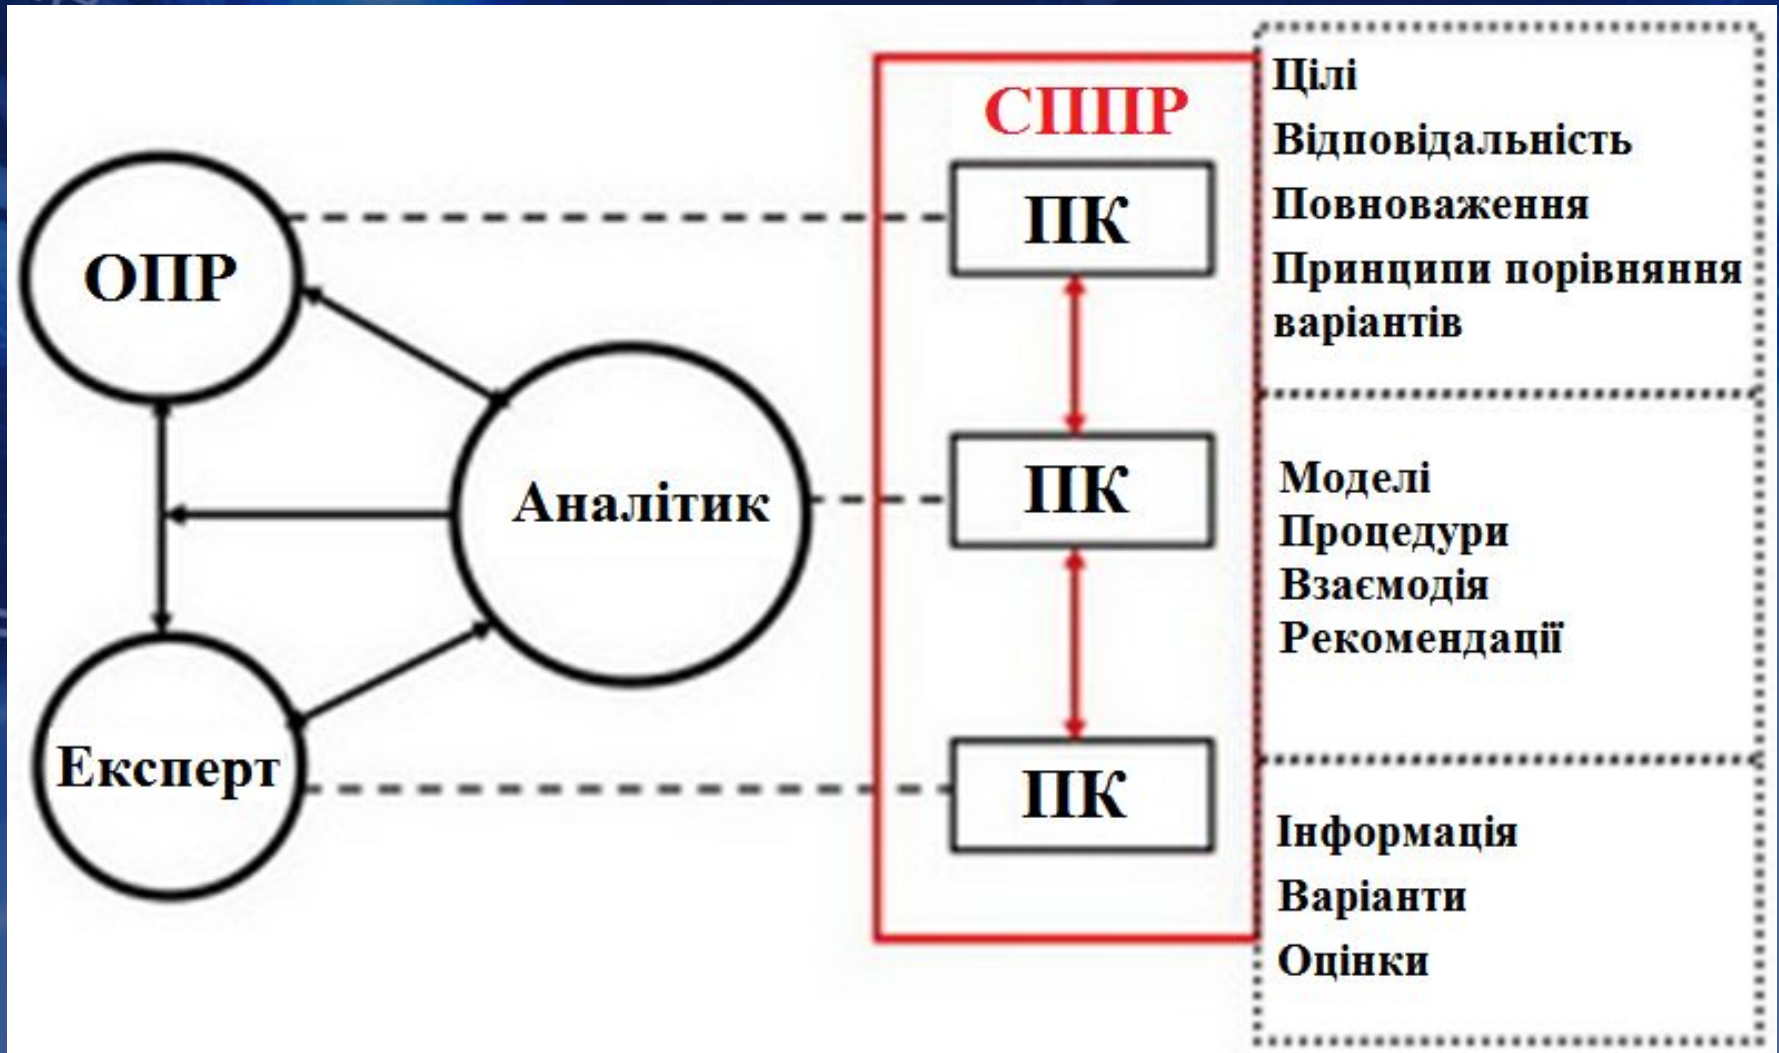 ОПР
Аналітик
Експерт
СППР
ПК
ПК
ПК
Цілі
Відповідальність
Повноваження
Принципи порівняння
варіантів
Моделі
Процедури
Взаємодія
Рекомендації
Інформація
Варіанти
Оцінки